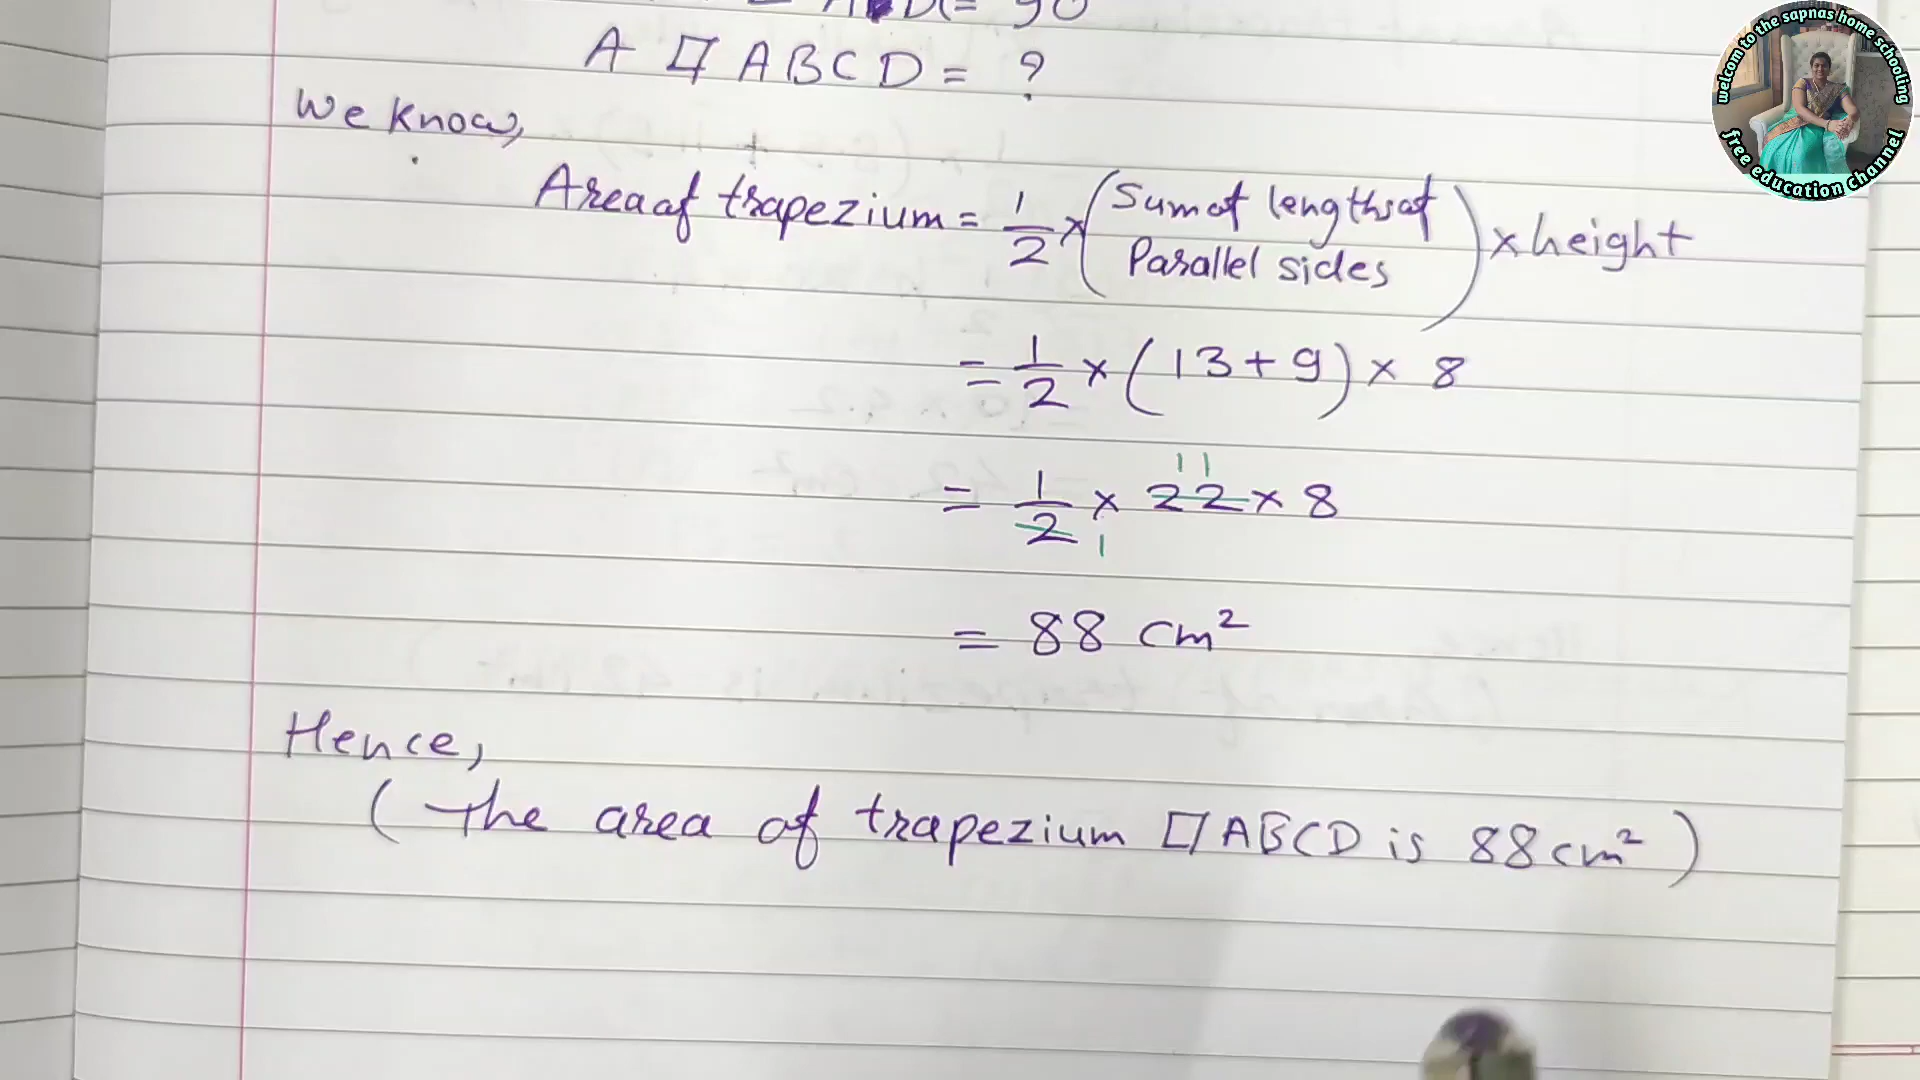 A ▱ ABCD = ?
We know,
Area of trapezium = 1/2 × (Sum of lengths of Parallel sides) × height
= 1/2 × (13 + 9) × 8
= 1/2 × 22 × 8
11
1
= 88 cm²
Hence,
(The area of trapezium ▱ ABCD is 88 cm²)
welcom to the sapnas home schooling
free education channel